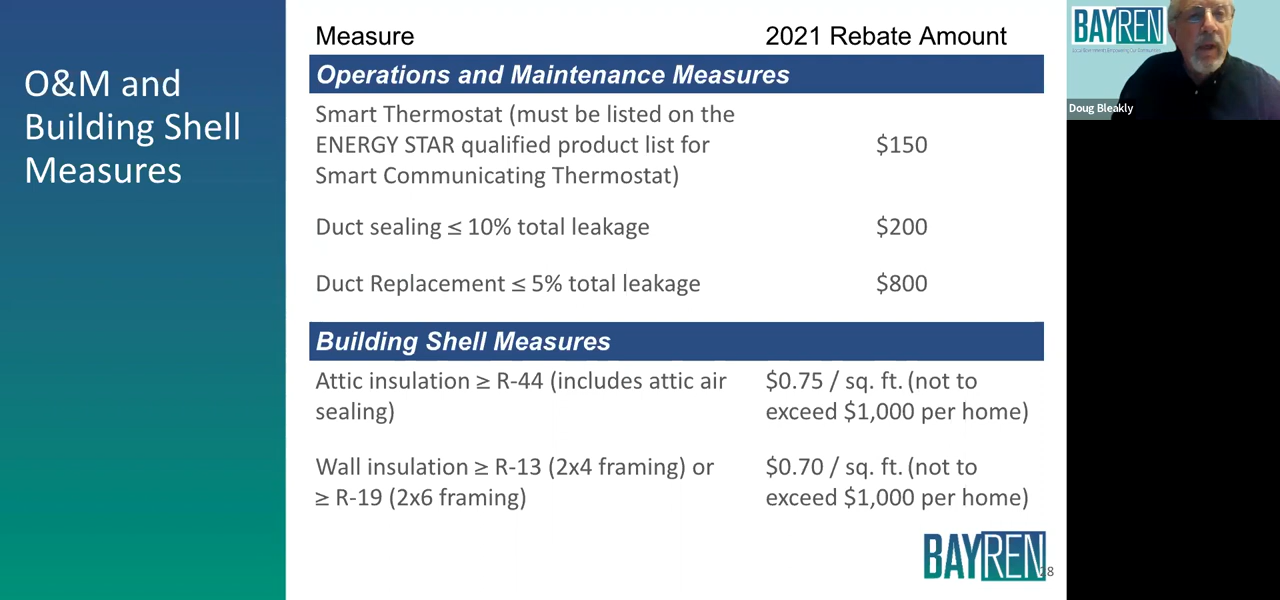 O&M and
Building Shell
Measures
Measure 2021 Rebate Amount
Operations and Maintenance Measures
Smart Thermostat (must be listed on the
ENERGY STAR qualified product list for
Smart Communicating Thermostat)
$150
Duct sealing ≤ 10% total leakage $200
Duct Replacement ≤ 5% total leakage $800
Building Shell Measures
Attic insulation ≥ R-44 (includes attic air
sealing)
$0.75 / sq. ft. (not to
exceed $1,000 per home)
Wall insulation ≥ R-13 (2x4 framing) or
≥ R-19 (2x6 framing)
$0.70 / sq. ft. (not to
exceed $1,000 per home)
BAYREN
BAYREN
Doug Bleakly